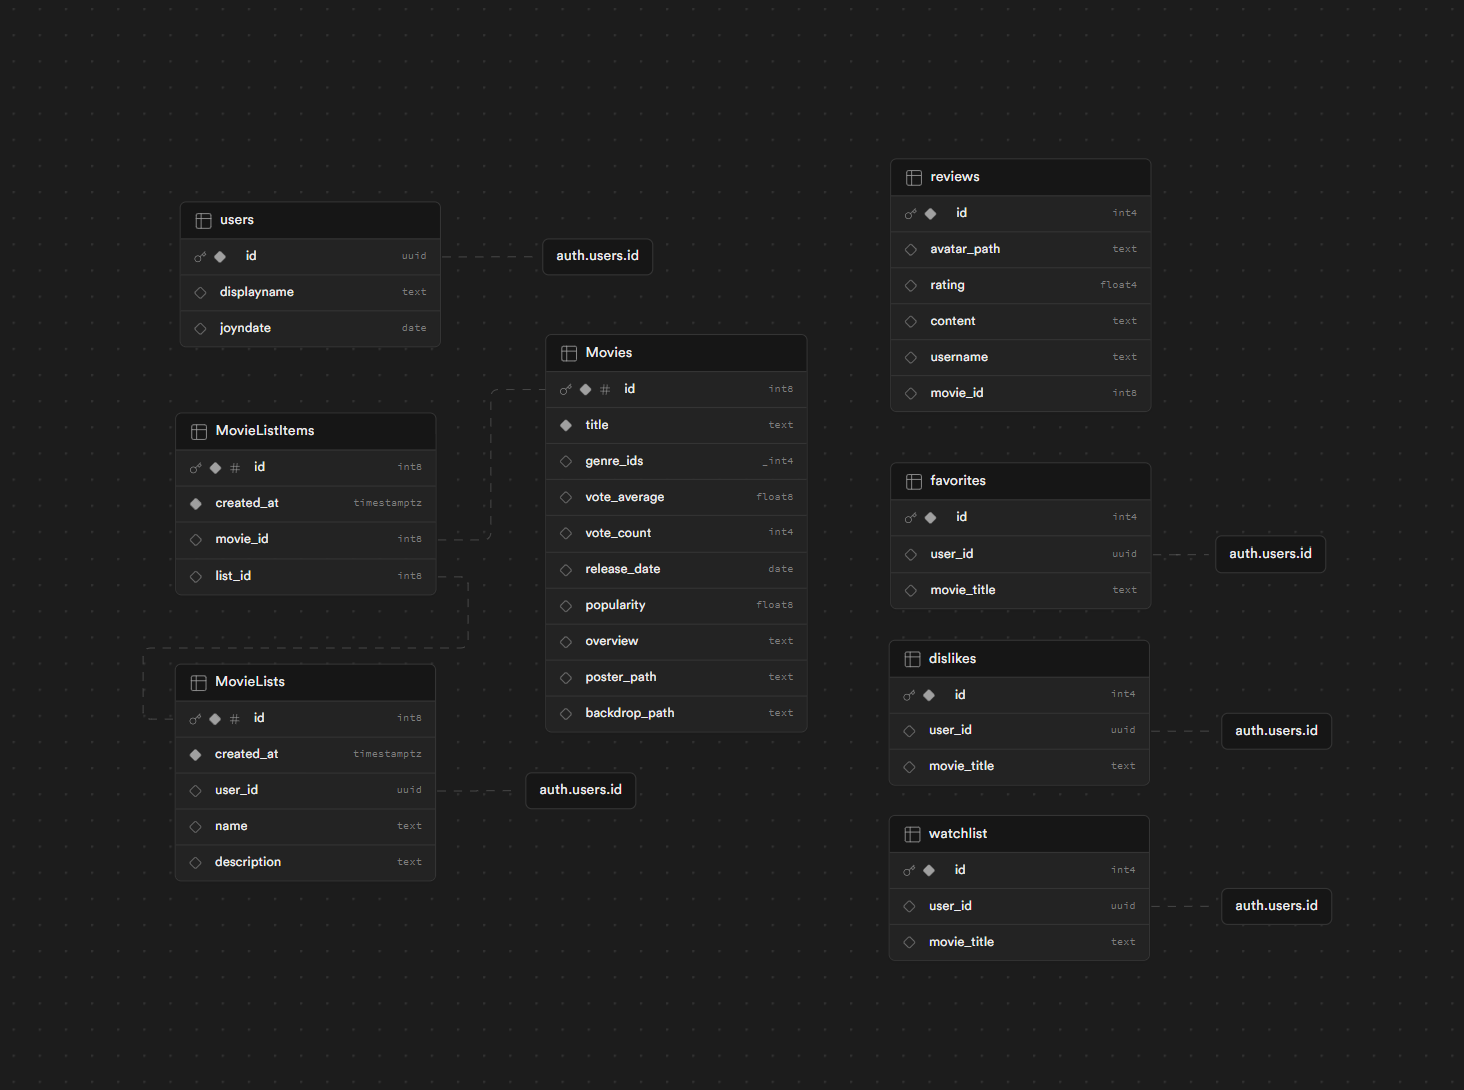 users
id uuid
displayname text
joyndate date
auth.users.id
MovieListItems
id int8
created_at timestamptz
movie_id int8
list_id int8
MovieLists
id int8
created_at timestamptz
user_id uuid
name text
description text
auth.users.id
Movies
id int8
title text
genre_ids _int4
vote_average float8
vote_count int4
release_date date
popularity float8
overview text
poster_path text
backdrop_path text
reviews
id int4
avatar_path text
rating float4
content text
username text
movie_id int8
favorites
id int4
user_id uuid
movie_title text
auth.users.id
dislikes
id int4
user_id uuid
movie_title text
auth.users.id
watchlist
id int4
user_id uuid
movie_title text
auth.users.id